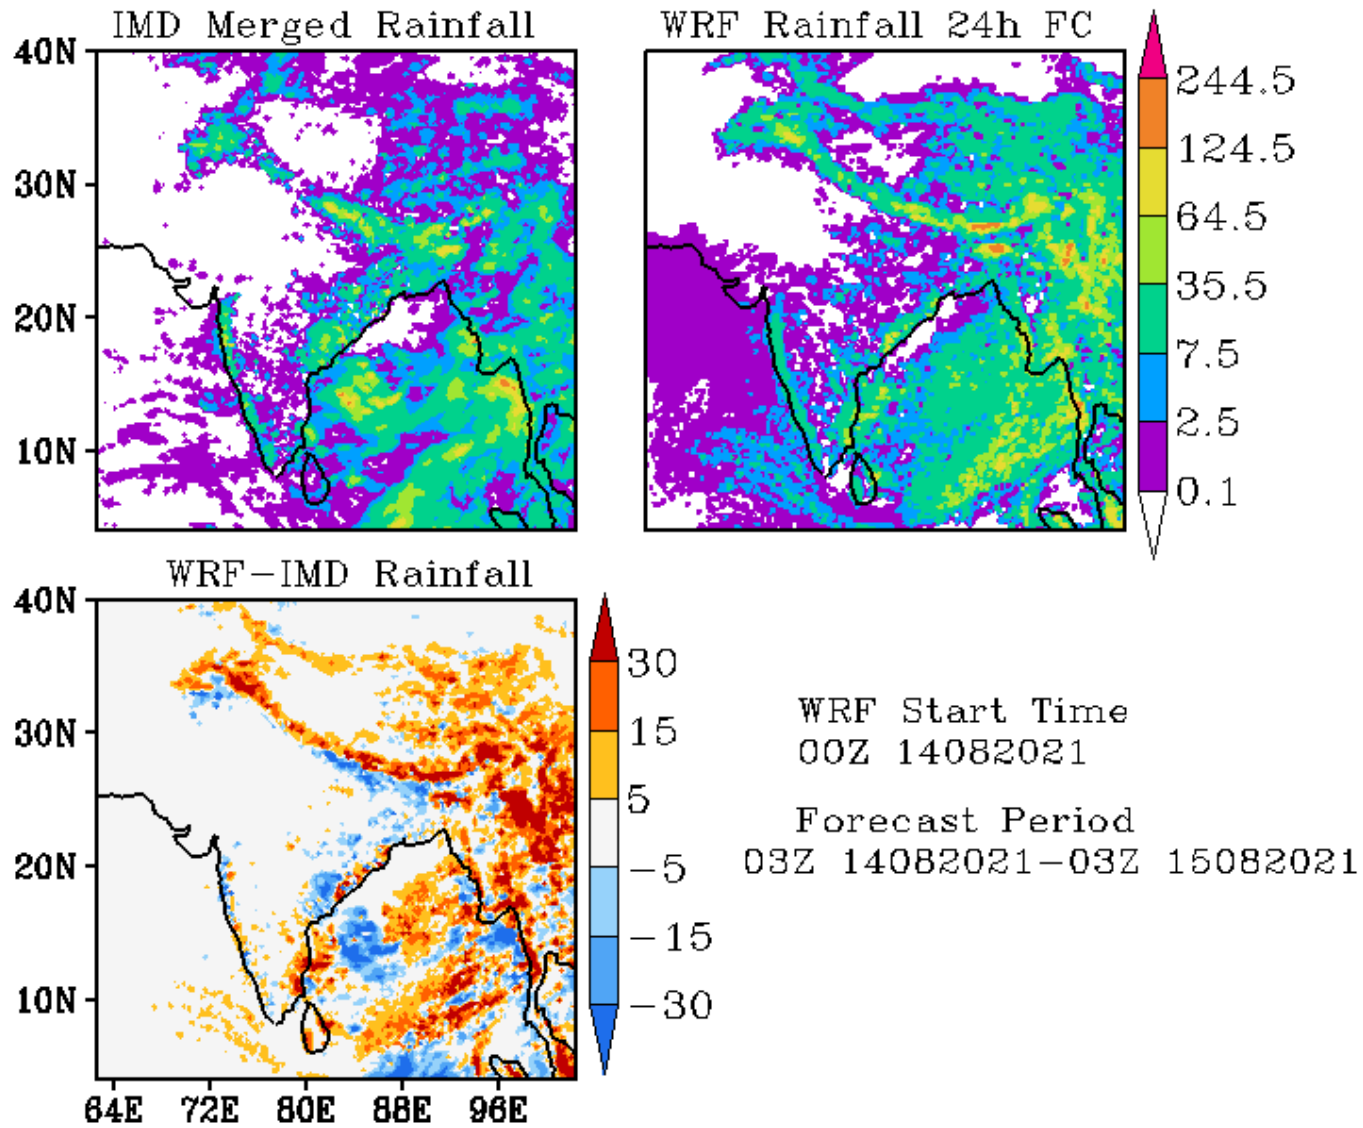 IMD Merged Rainfall
WRF Rainfall 24h FC
40N
30N
20N
10N
244.5
124.5
64.5
35.5
7.5
2.5
0.1
WRF-IMD Rainfall
40N
30N
20N
10N
64E 72E 80E 88E 96E
30
15
5
-5
-15
-30
WRF Start Time
00Z 14082021
Forecast Period
03Z 14082021-03Z 15082021